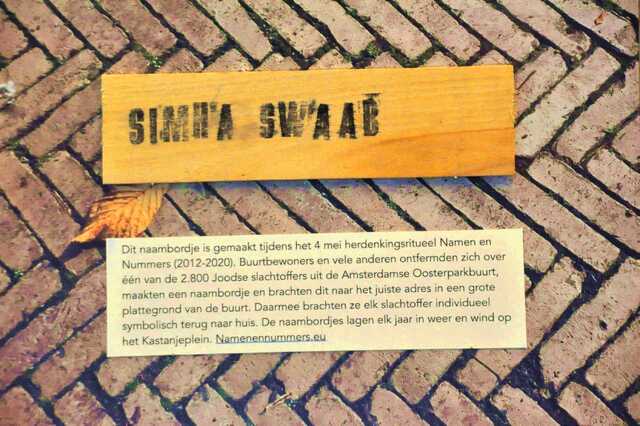 SIMH'A SWAAB
Dit naambordje is gemaakt tijdens het 4 mei herdenkingsritueel Namen en
Nummers (2012-2020). Buurtbewoners en vele anderen ontfermden zich over
één van de 2.800 Joodse slachtoffers uit de Amsterdamse Oosterparkbuurt,
maakten een naambordje en brachten dit naar het juiste adres in een grote
plattegrond van de buurt. Daarmee brachten ze elk slachtoffer individueel
symbolisch terug naar huis. De naambordjes lagen elk jaar in weer en wind op
het Kastanjeplein. Namenennummers.eu